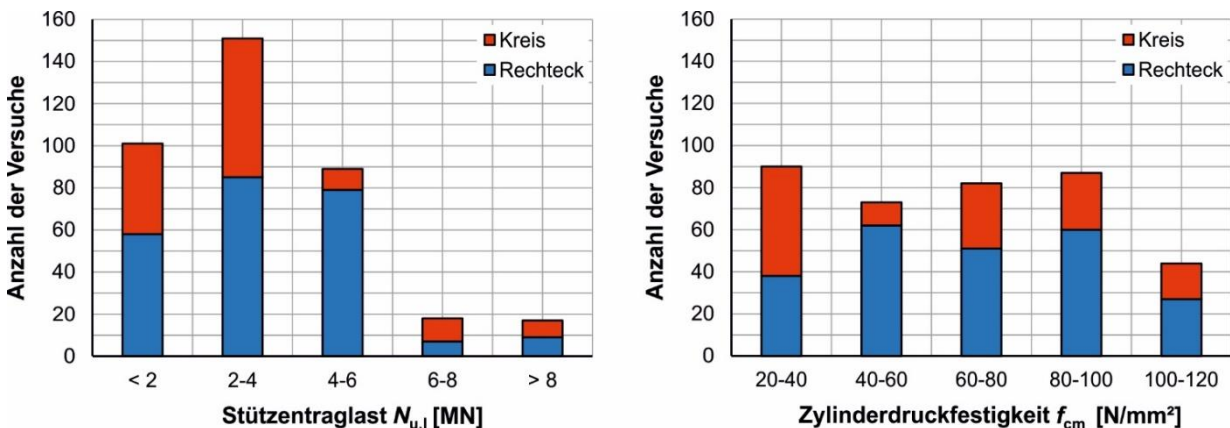 Anzahl der Versuche
160
140
120
100
80
60
40
20
0
Kreis
Rechteck
< 2 2-4 4-6 6-8 > 8
Stützentraglast Nu,I [MN]
Anzahl der Versuche
160
140
120
100
80
60
40
20
0
Kreis
Rechteck
20-40 40-60 60-80 80-100 100-120
Zylinderdruckfestigkeit fcm [N/mm²]